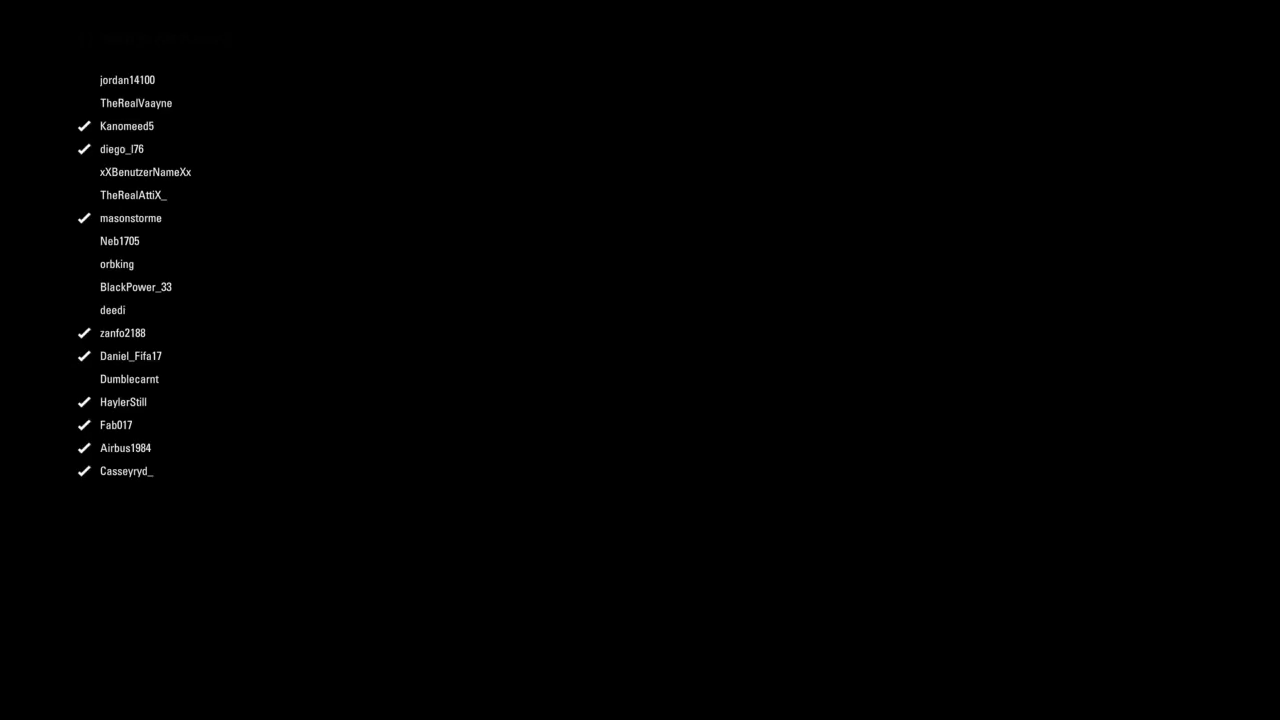 jordan14100
TheRealVaayne
Kanomeed5
diego_l76
xXBenutzerNameXx
TheRealAttiX_
masonstorme
Neb1705
orbking
BlackPower_33
deedi
zanfo2188
Daniel_Fifa17
Dumblecarnt
HaylerStill
Fab017
Airbus1984
Casseyryd_